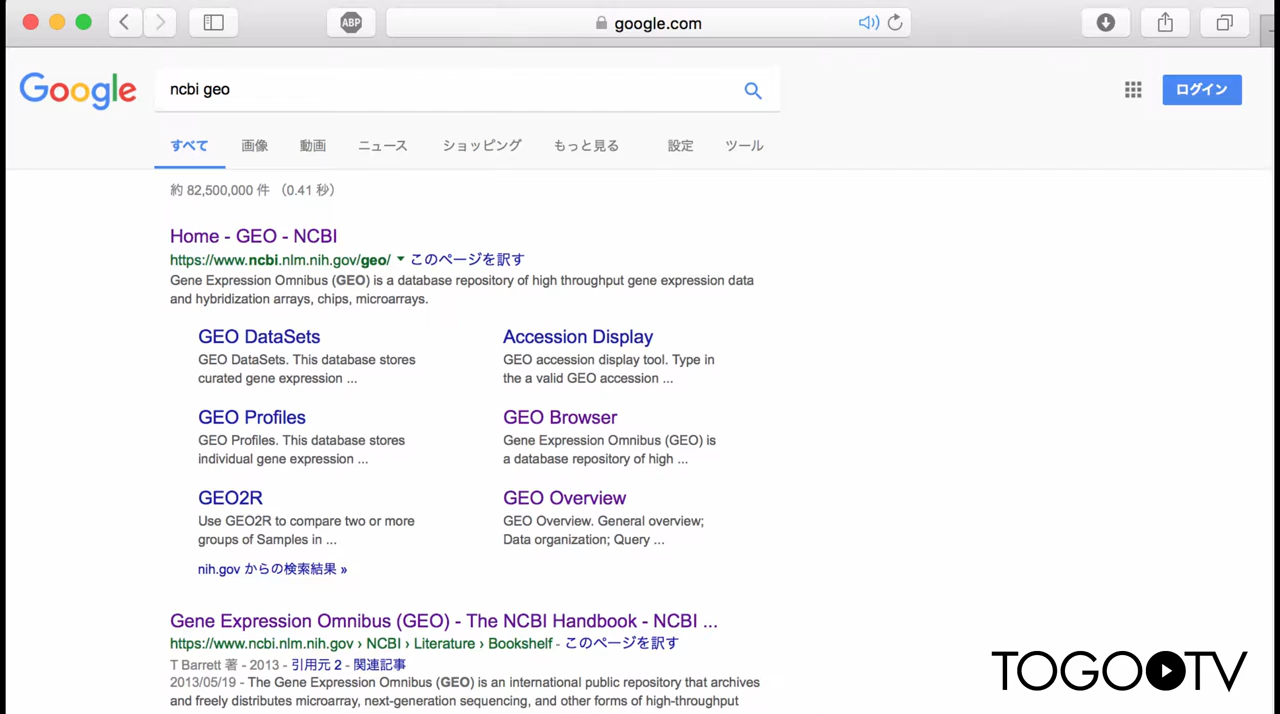 ABP
google.com
Google
ncbi geo
ログイン
すべて 画像 動画 ニュース ショッピング もっと見る 設定 ツール
約 82,500,000 件 （0.41 秒）
Home - GEO - NCBI
https://www.ncbi.nlm.nih.gov/geo/ このページを訳す
Gene Expression Omnibus (GEO) is a database repository of high throughput gene expression data
and hybridization arrays, chips, microarrays.
GEO DataSets
GEO DataSets. This database stores
curated gene expression ...
Accession Display
GEO accession display tool. Type in
the a valid GEO accession ...
GEO Profiles
GEO Profiles. This database stores
individual gene expression ...
GEO Browser
Gene Expression Omnibus (GEO) is
a database repository of high ...
GEO2R
Use GEO2R to compare two or more
groups of Samples in ...
GEO Overview
GEO Overview. General overview;
Data organization; Query ...
nih.gov からの検索結果 »
Gene Expression Omnibus (GEO) - The NCBI Handbook - NCBI ...
https://www.ncbi.nlm.nih.gov › NCBI › Literature › Bookshelf - このページを訳す
T Barrett 著 - 2013 - 引用元 2 - 関連記事
2013/05/19 - The Gene Expression Omnibus (GEO) is an international public repository that archives
and freely distributes microarray, next-generation sequencing, and other forms of high-throughput
TOGO TV